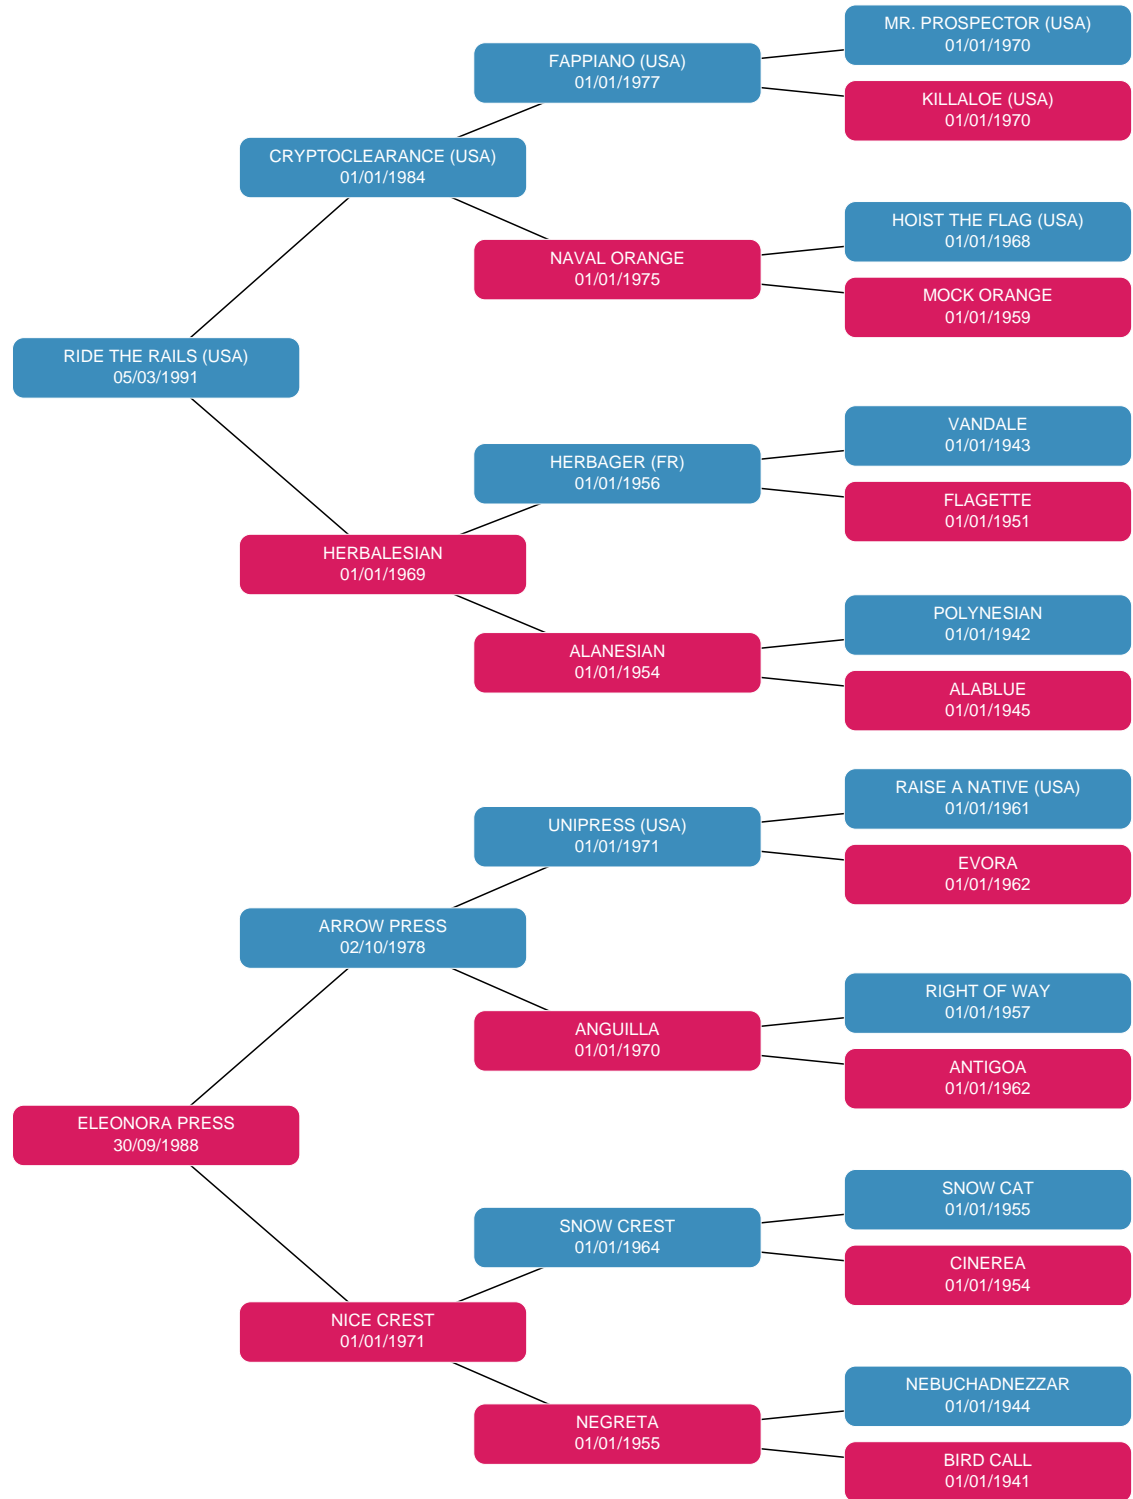 MR. PROSPECTOR (USA)
01/01/1970
FAPPIANO (USA)
01/01/1977
KILLALOE (USA)
01/01/1970
CRYPTOCLEARANCE (USA)
01/01/1984
HOIST THE FLAG (USA)
01/01/1968
NAVAL ORANGE
01/01/1975
MOCK ORANGE
01/01/1959
RIDE THE RAILS (USA)
05/03/1991
VANDALE
01/01/1943
HERBAGER (FR)
01/01/1956
FLAGETTE
01/01/1951
HERBALESIAN
01/01/1969
POLYNESIAN
01/01/1942
ALANESIAN
01/01/1954
ALABLUE
01/01/1945
RAISE A NATIVE (USA)
01/01/1961
UNIPRESS (USA)
01/01/1971
EVORA
01/01/1962
ARROW PRESS
02/10/1978
RIGHT OF WAY
01/01/1957
ANGUILLA
01/01/1970
ANTIGOA
01/01/1962
ELEONORA PRESS
30/09/1988
SNOW CAT
01/01/1955
SNOW CREST
01/01/1964
CINEREA
01/01/1954
NICE CREST
01/01/1971
NEBUCHADNEZZAR
01/01/1944
NEGRETA
01/01/1955
BIRD CALL
01/01/1941